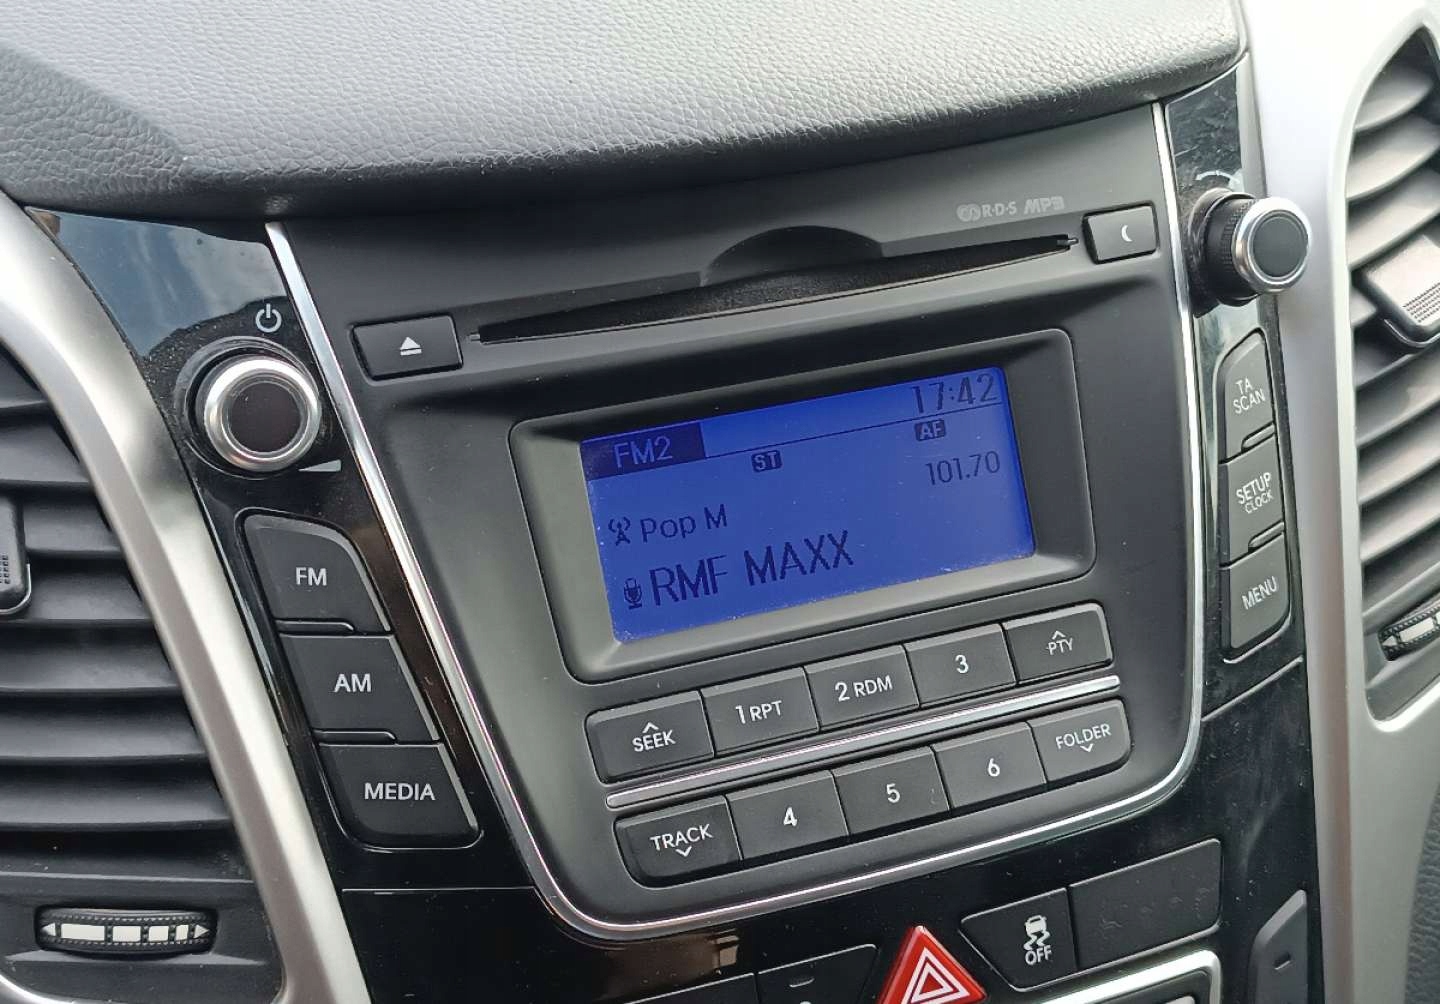 R·D·S MP3
17:42
FM2
ST
AF
101.70
Pop M
RMF MAXX
FM
AM
MEDIA
TA
SCAN
SETUP
CLOCK
MENU
SEEK
1 RPT
2 RDM
3
PTY
TRACK
4
5
6
FOLDER
OFF